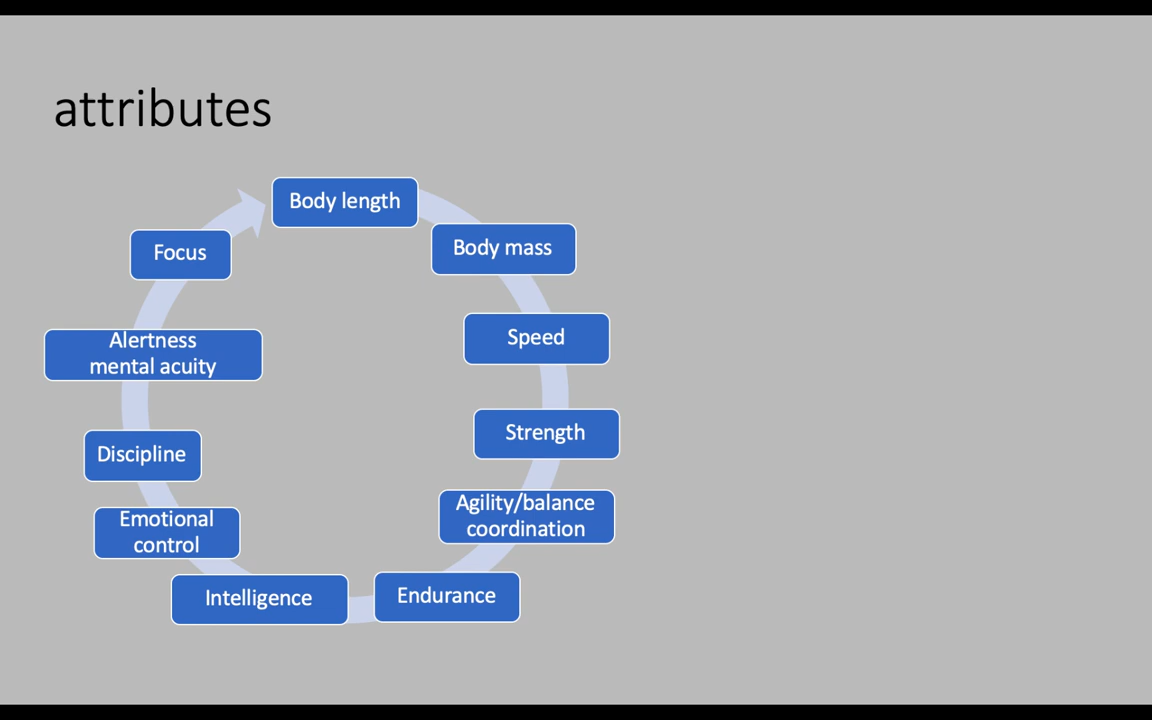 attributes
Body length
Body mass
Speed
Strength
Agility/balance
coordination
Endurance
Intelligence
Emotional
control
Discipline
Alertness
mental acuity
Focus